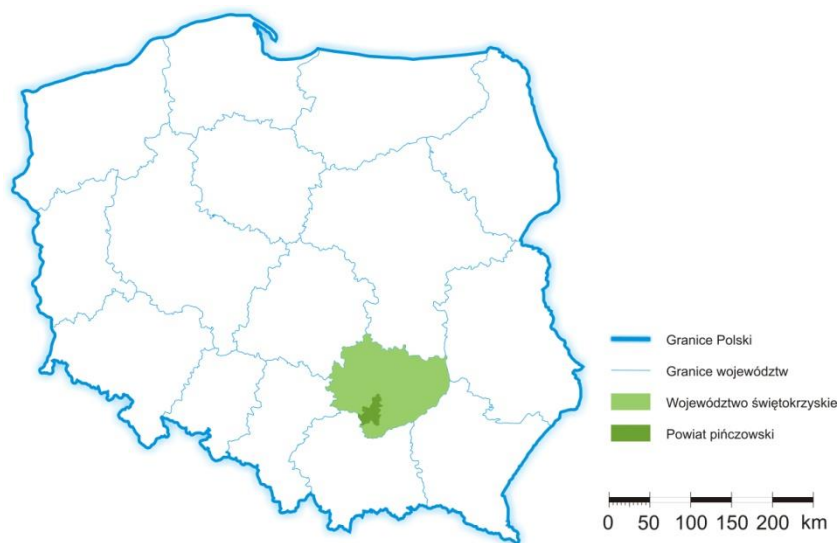 Granice Polski
Granice województw
Województwo świętokrzyskie
Powiat pińczowski
0 50 100 150 200 km